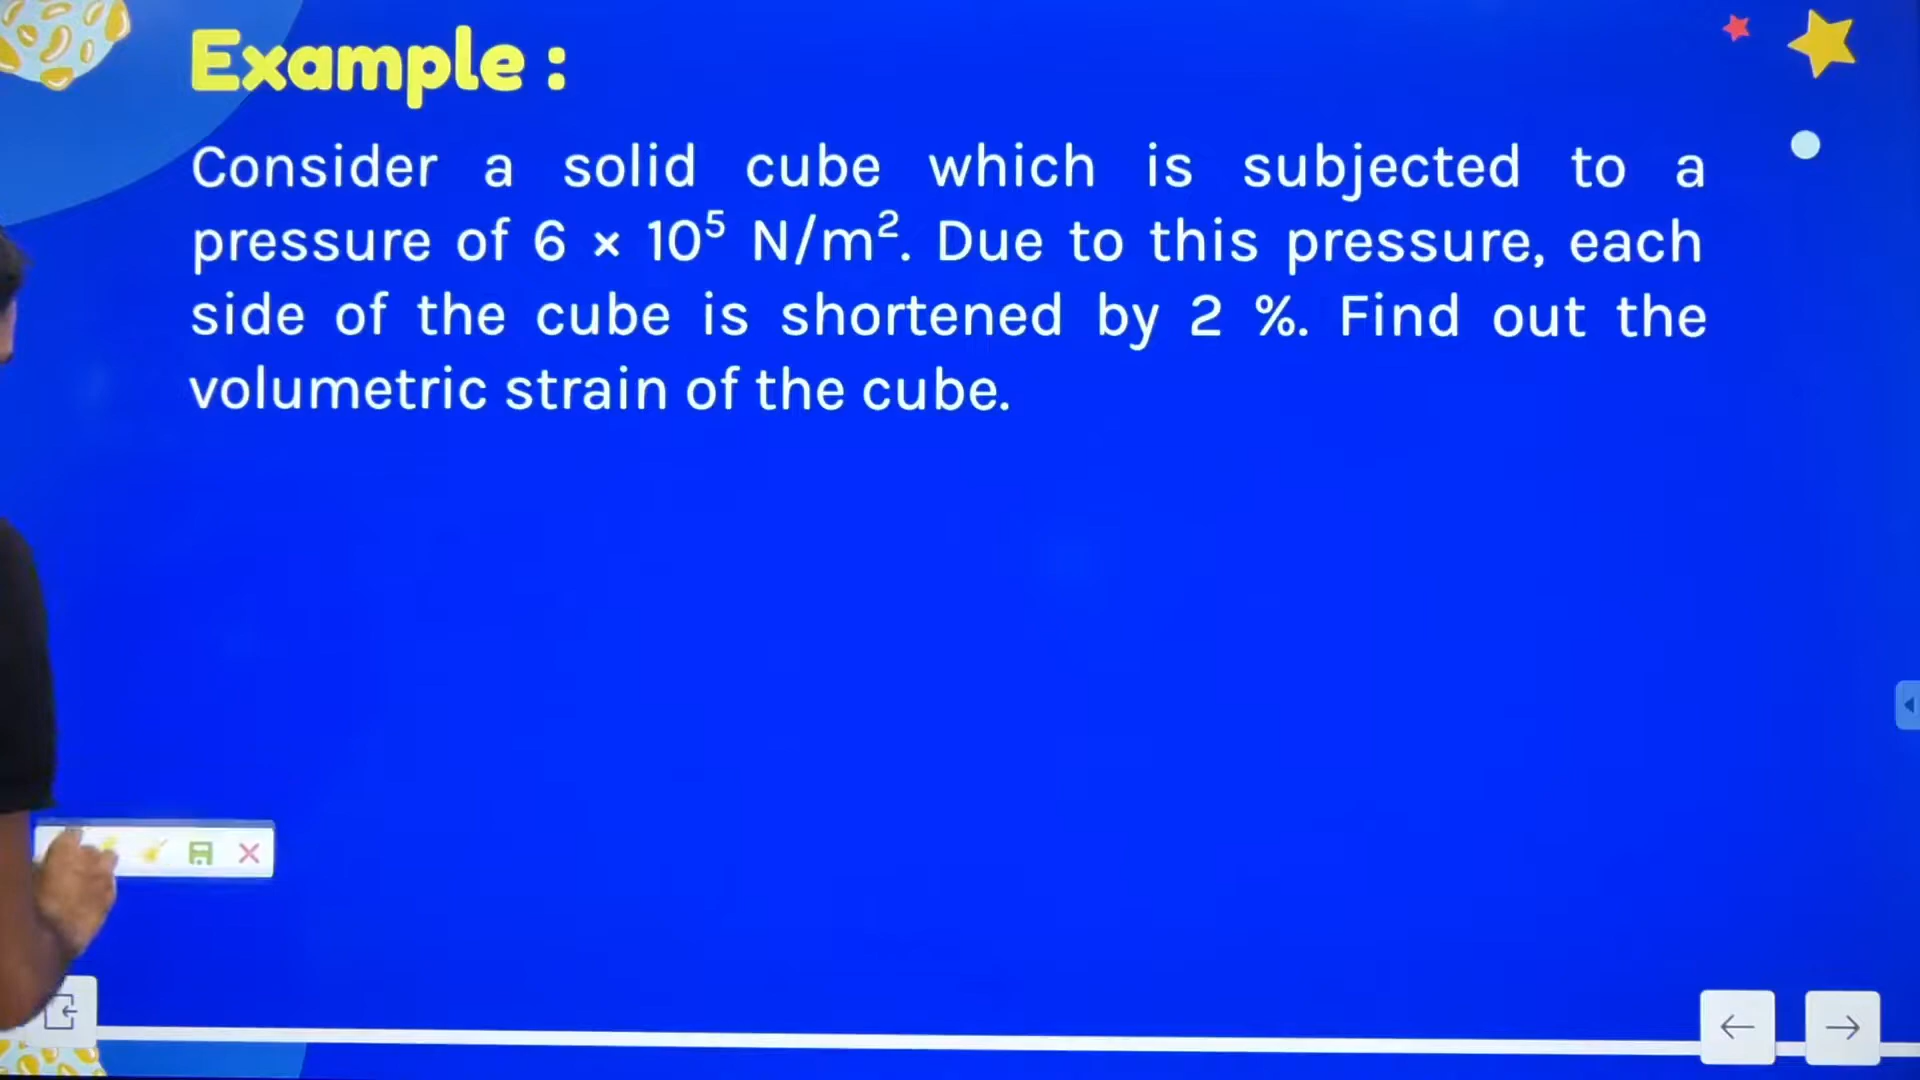 Example :
Consider a solid cube which is subjected to a
pressure of 6 × 10⁵ N/m². Due to this pressure, each
side of the cube is shortened by 2 %. Find out the
volumetric strain of the cube.